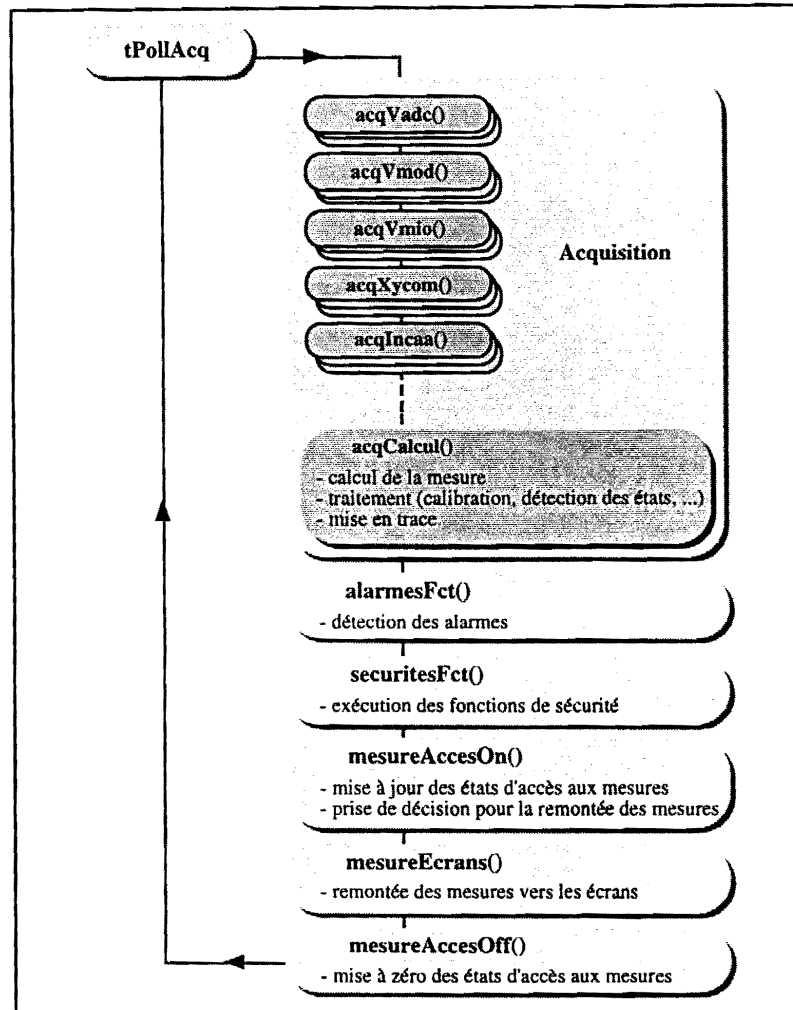 tPollAcq
acqVadc()
acqVmod()
acqVmio()
acqXycom()
acqIncaa()
Acquisition
acqCalcul()
- calcul de la mesure
- traitement (calibration, détection des états, ...)
- mise en trace
alarmesFct()
- détection des alarmes
securitesFct()
- exécution des fonctions de sécurité
mesureAccesOn()
- mise à jour des états d'accès aux mesures
- prise de décision pour la remontée des mesures
mesureEcrans()
- remontée des mesures vers les écrans
mesureAccesOff()
- mise à zéro des états d'accès aux mesures